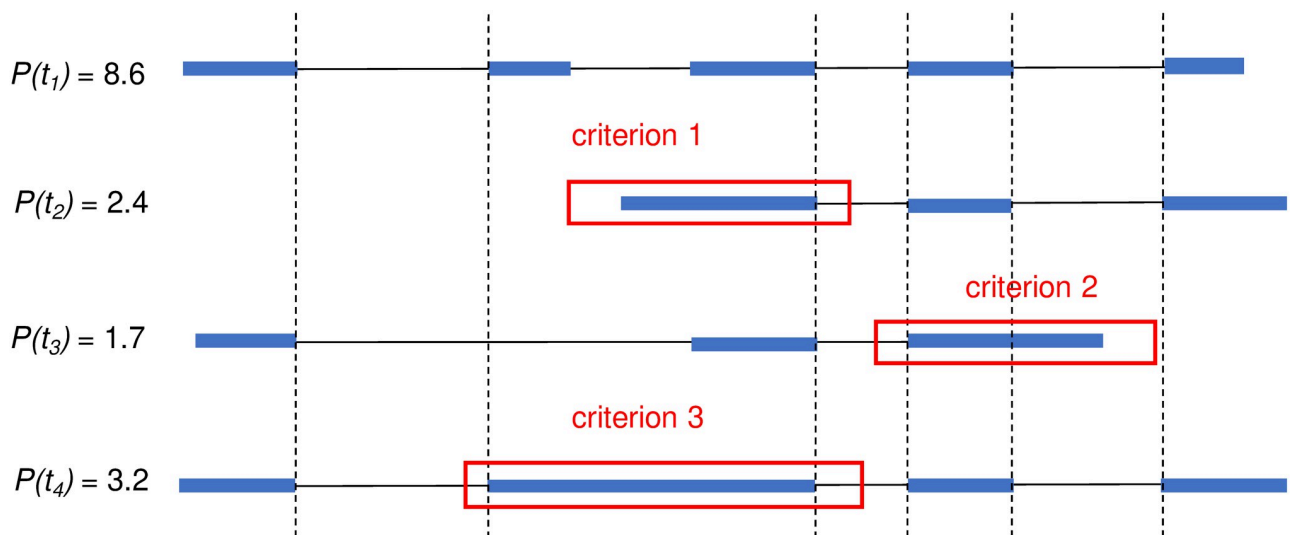 P(t1) = 8.6
criterion 1
P(t2) = 2.4
criterion 2
P(t3) = 1.7
criterion 3
P(t4) = 3.2